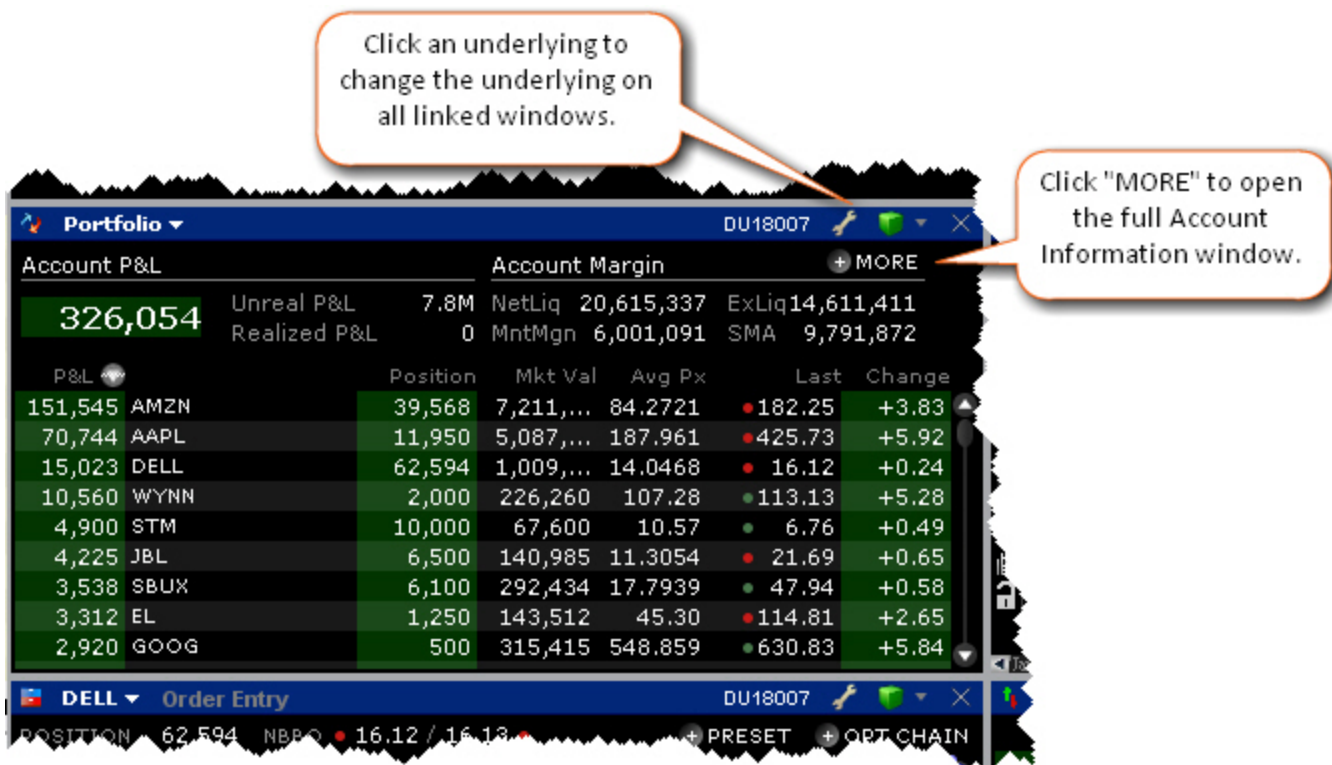 Click an underlying to
change the underlying on
all linked windows.
Click "MORE" to open
the full Account
Information window.
Portfolio DU18007
Account P&L Account Margin + MORE
326,054 Unreal P&L 7.8M NetLiq 20,615,337 ExLiq 14,611,411
Realized P&L 0 MntMgn 6,001,091 SMA 9,791,872
P&L Position Mkt Val Avg Px Last Change
151,545 AMZN 39,568 7,211,... 84.2721 182.25 +3.83
70,744 AAPL 11,950 5,087,... 187.961 425.73 +5.92
15,023 DELL 62,594 1,009,... 14.0468 16.12 +0.24
10,560 WYNN 2,000 226,260 107.28 113.13 +5.28
4,900 STM 10,000 67,600 10.57 6.76 +0.49
4,225 JBL 6,500 140,985 11.3054 21.69 +0.65
3,538 SBUX 6,100 292,434 17.7939 47.94 +0.58
3,312 EL 1,250 143,512 45.30 114.81 +2.65
2,920 GOOG 500 315,415 548.859 630.83 +5.84
DELL Order Entry DU18007
POSITION 62,594 NBBO 16.12 / 16.13 + PRESET + OPT CHAIN